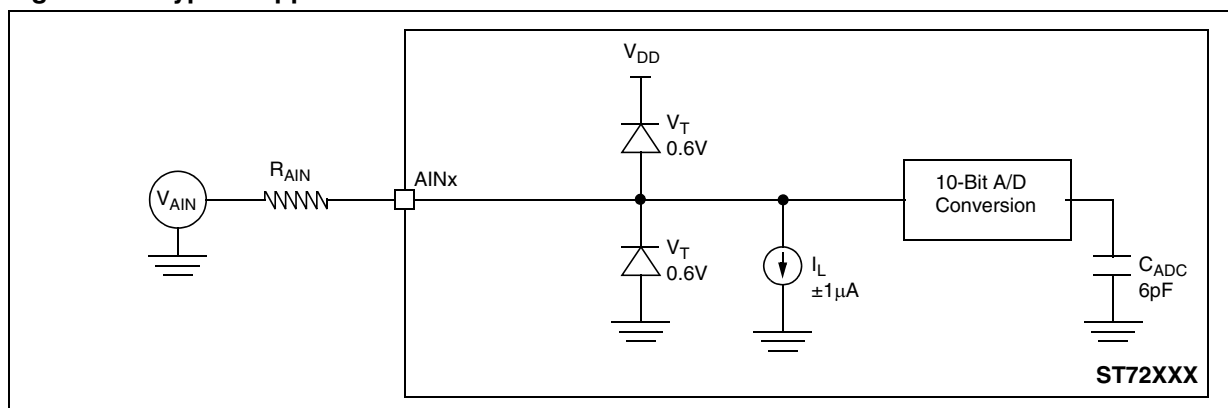 V_DD
V_T
0.6V
R_AIN
AINx
V_AIN
10-Bit A/D
Conversion
V_T
0.6V
I_L
±1μA
C_ADC
6pF
ST72XXX